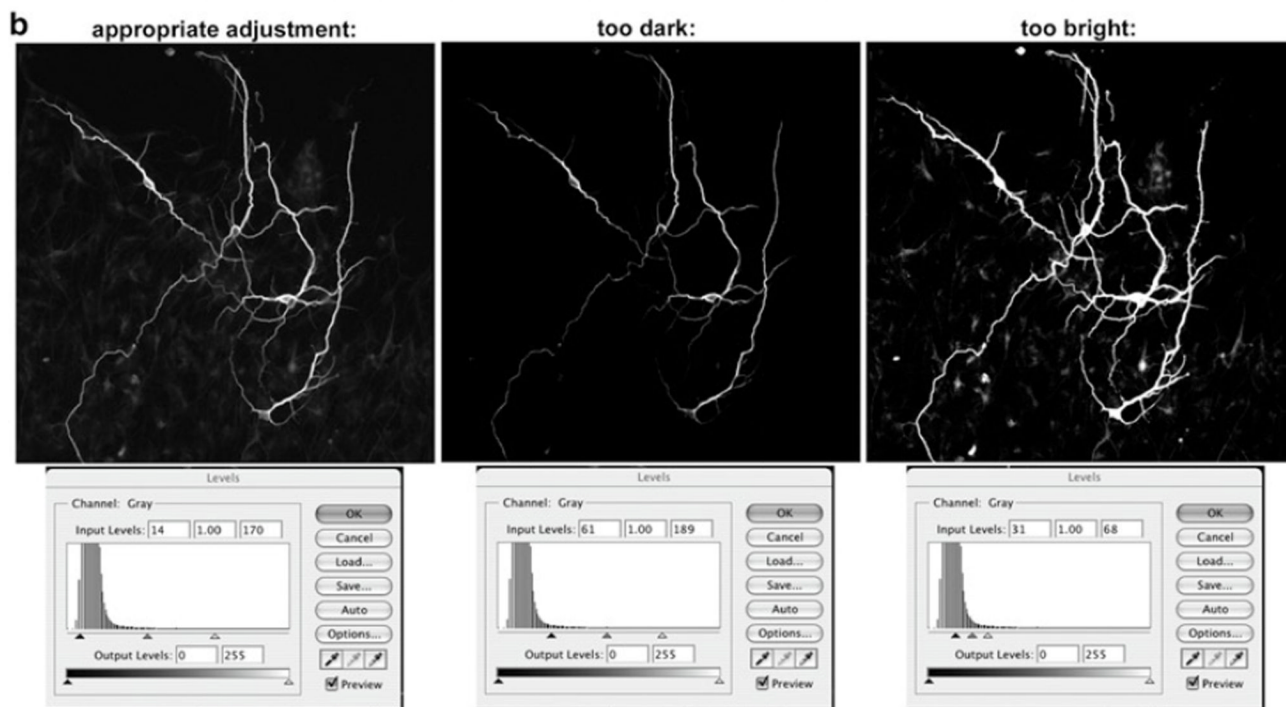 b
appropriate adjustment:
too dark:
too bright:
Levels
Channel: Gray
Input Levels: 14 1.00 170
OK
Cancel
Load...
Save...
Auto
Options...
Output Levels: 0 255
Preview
Levels
Channel: Gray
Input Levels: 61 1.00 189
OK
Cancel
Load...
Save...
Auto
Options...
Output Levels: 0 255
Preview
Levels
Channel: Gray
Input Levels: 31 1.00 68
OK
Cancel
Load...
Save...
Auto
Options...
Output Levels: 0 255
Preview